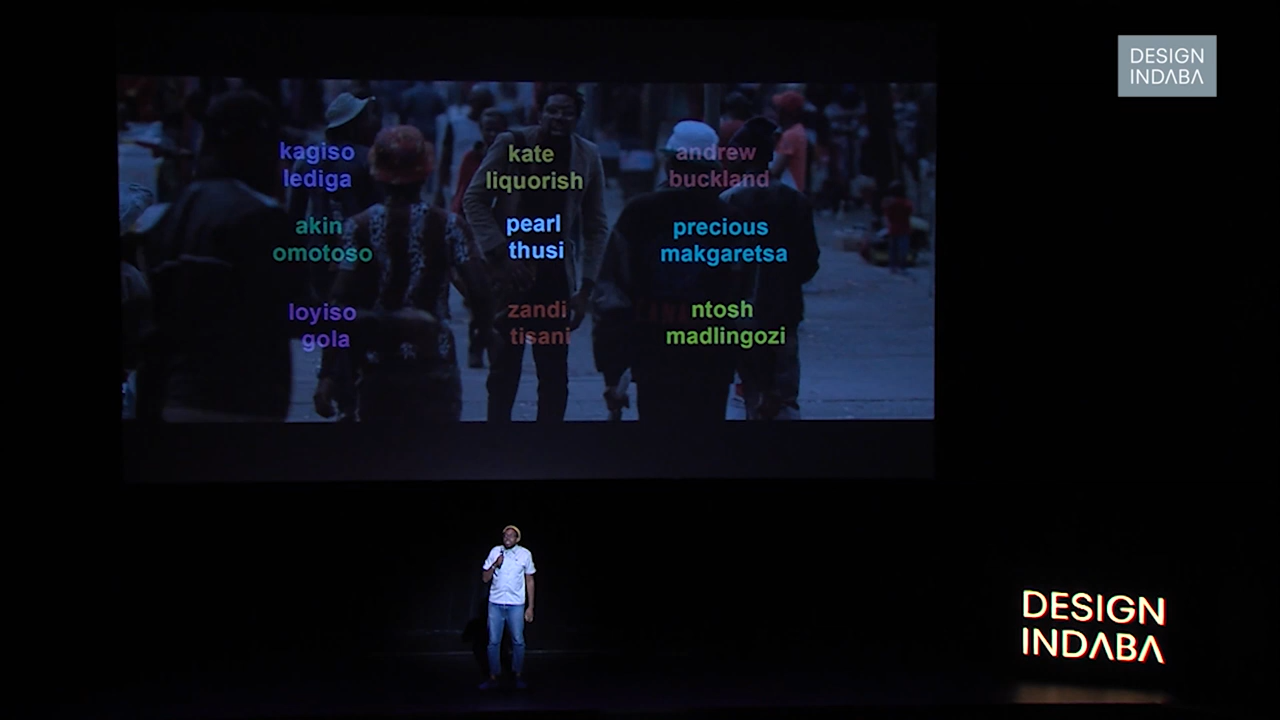 DESIGN
INDABA
kagiso
lediga
kate
liquorish
andrew
buckland
akin
omotoso
pearl
thusi
precious
makgaretsa
loyiso
gola
zandi
tisani
ntosh
madlingozi
DESIGN
INDABA